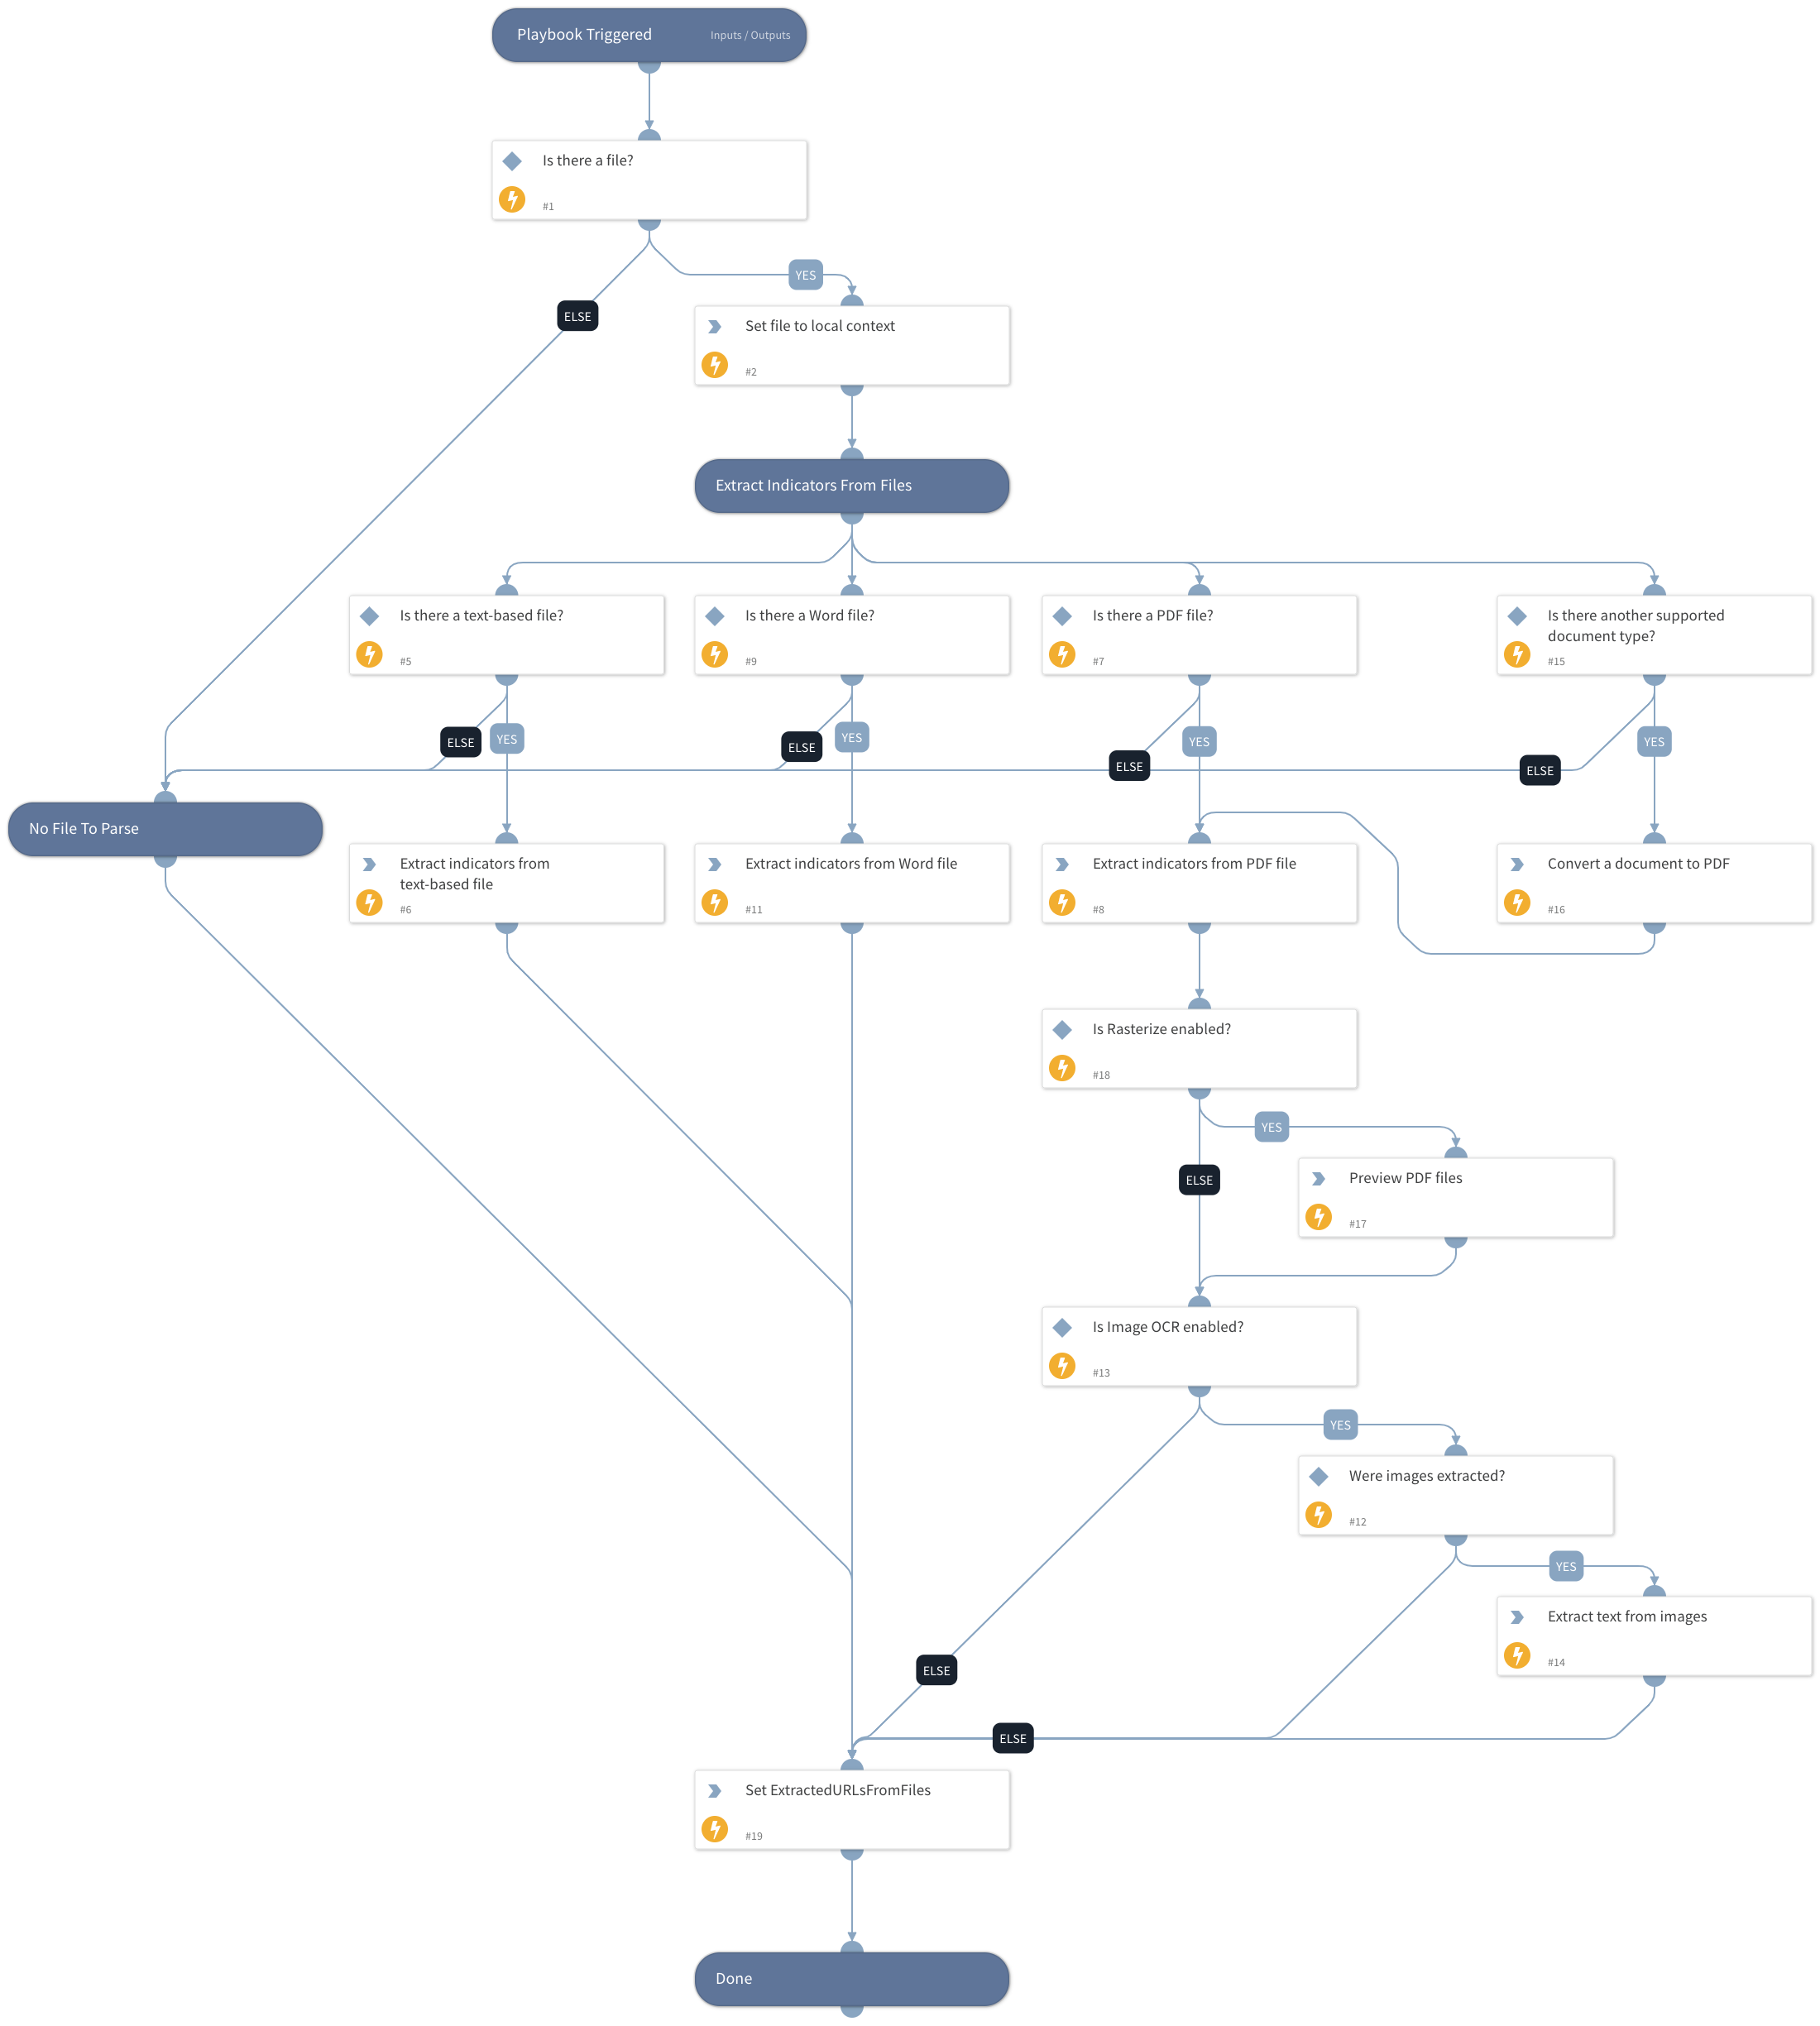 Playbook Triggered
Inputs / Outputs
Is there a file?
#1
YES
ELSE
Set file to local context
#2
Extract Indicators From Files
Is there a text-based file?
#5
Is there a Word file?
#9
Is there a PDF file?
#7
Is there another supported
document type?
#15
ELSE
YES
ELSE
YES
ELSE
YES
ELSE
YES
No File To Parse
Extract indicators from
text-based file
#6
Extract indicators from Word file
#11
Extract indicators from PDF file
#8
Convert a document to PDF
#16
Is Rasterize enabled?
#18
YES
ELSE
Preview PDF files
#17
Is Image OCR enabled?
#13
YES
Were images extracted?
#12
YES
Extract text from images
#14
ELSE
ELSE
Set ExtractedURLsFromFiles
#19
Done